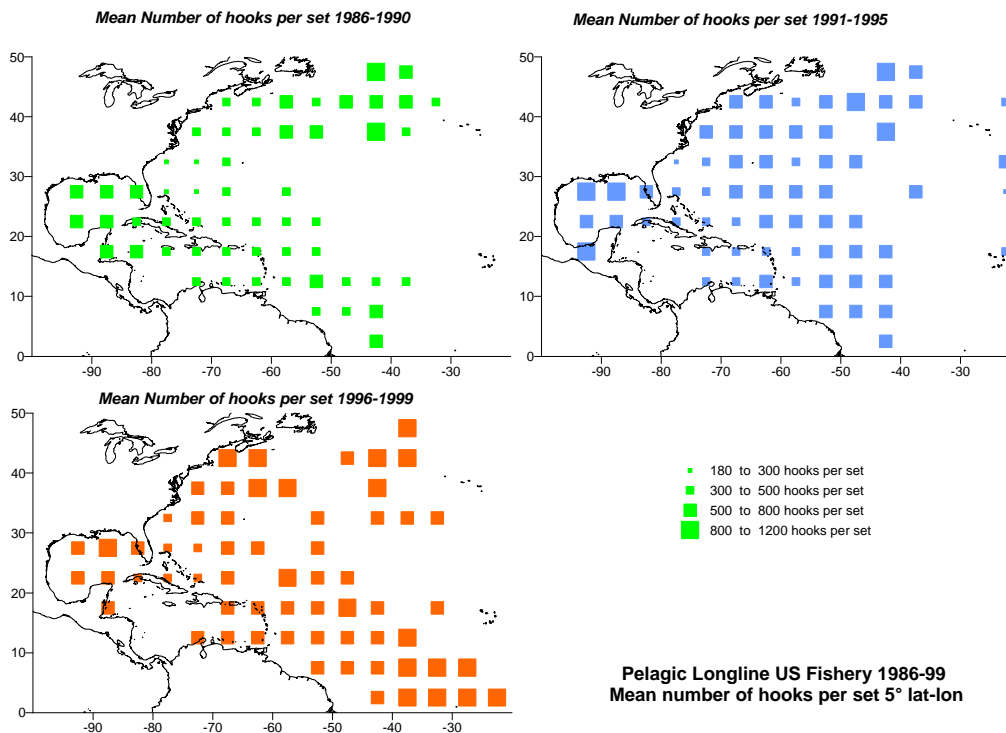 Mean Number of hooks per set 1986-1990
50
40
30
20
10
0
-90 -80 -70 -60 -50 -40 -30
Mean Number of hooks per set 1991-1995
50
40
30
20
10
0
-90 -80 -70 -60 -50 -40 -30
Mean Number of hooks per set 1996-1999
50
40
30
20
10
0
-90 -80 -70 -60 -50 -40 -30
180 to 300 hooks per set
300 to 500 hooks per set
500 to 800 hooks per set
800 to 1200 hooks per set
Pelagic Longline US Fishery 1986-99
Mean number of hooks per set 5° lat-lon